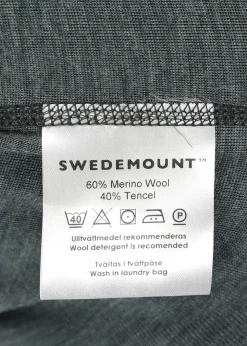 SWEDEMOUNT™
60% Merino Wool
40% Tencel
40 P
Ulltvättmedel rekommenderas
Wool detergent is recomended
Tvättas i tvättpåse
Wash in laundry bag